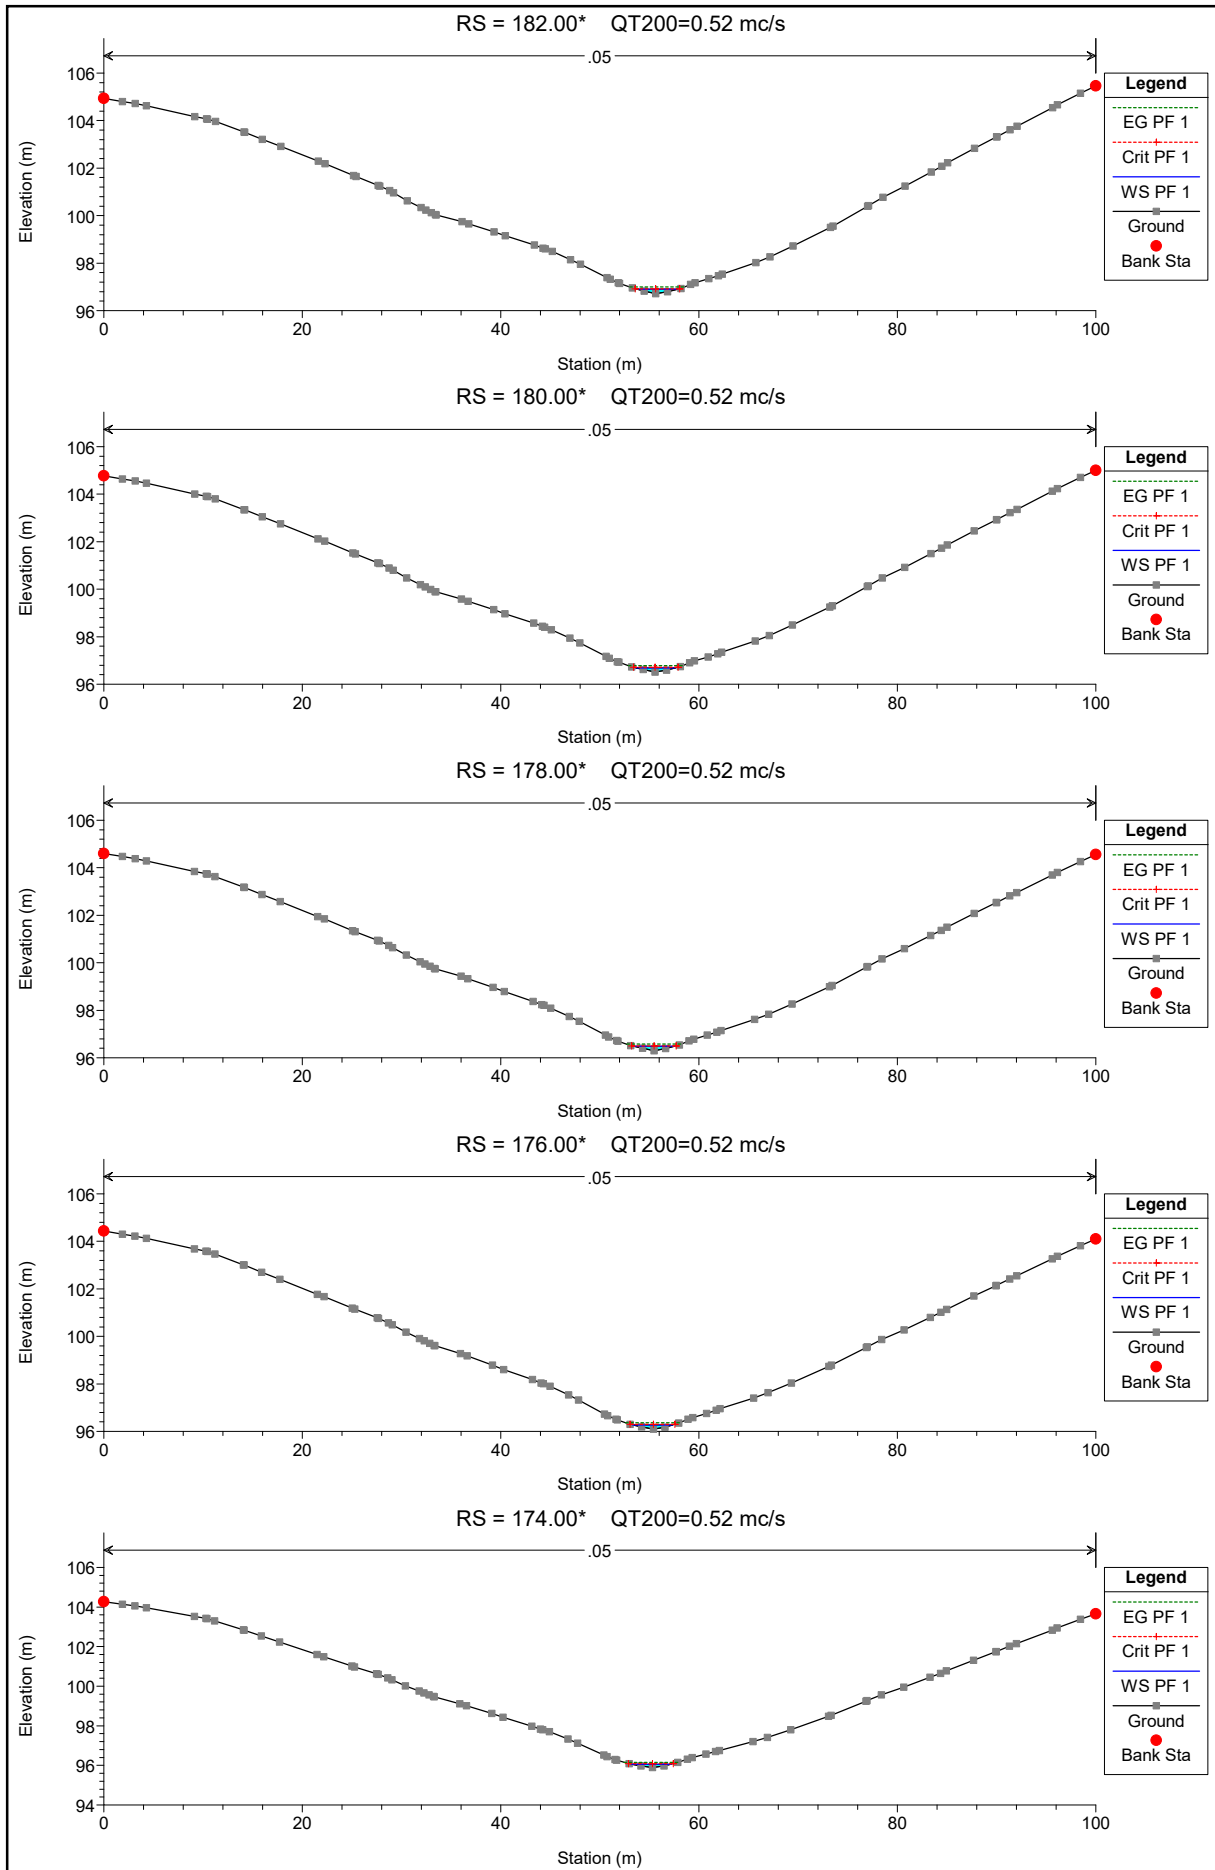 RS = 182.00*    QT200=0.52 mc/s
.05
106
104
102
100
98
96
0 20 40 60 80 100
Elevation (m)
Station (m)
Legend
EG PF 1
Crit PF 1
WS PF 1
Ground
Bank Sta
RS = 180.00*    QT200=0.52 mc/s
.05
106
104
102
100
98
96
0 20 40 60 80 100
Elevation (m)
Station (m)
Legend
EG PF 1
Crit PF 1
WS PF 1
Ground
Bank Sta
RS = 178.00*    QT200=0.52 mc/s
.05
106
104
102
100
98
96
0 20 40 60 80 100
Elevation (m)
Station (m)
Legend
EG PF 1
Crit PF 1
WS PF 1
Ground
Bank Sta
RS = 176.00*    QT200=0.52 mc/s
.05
106
104
102
100
98
96
0 20 40 60 80 100
Elevation (m)
Station (m)
Legend
EG PF 1
Crit PF 1
WS PF 1
Ground
Bank Sta
RS = 174.00*    QT200=0.52 mc/s
.05
106
104
102
100
98
96
94
0 20 40 60 80 100
Elevation (m)
Station (m)
Legend
EG PF 1
Crit PF 1
WS PF 1
Ground
Bank Sta